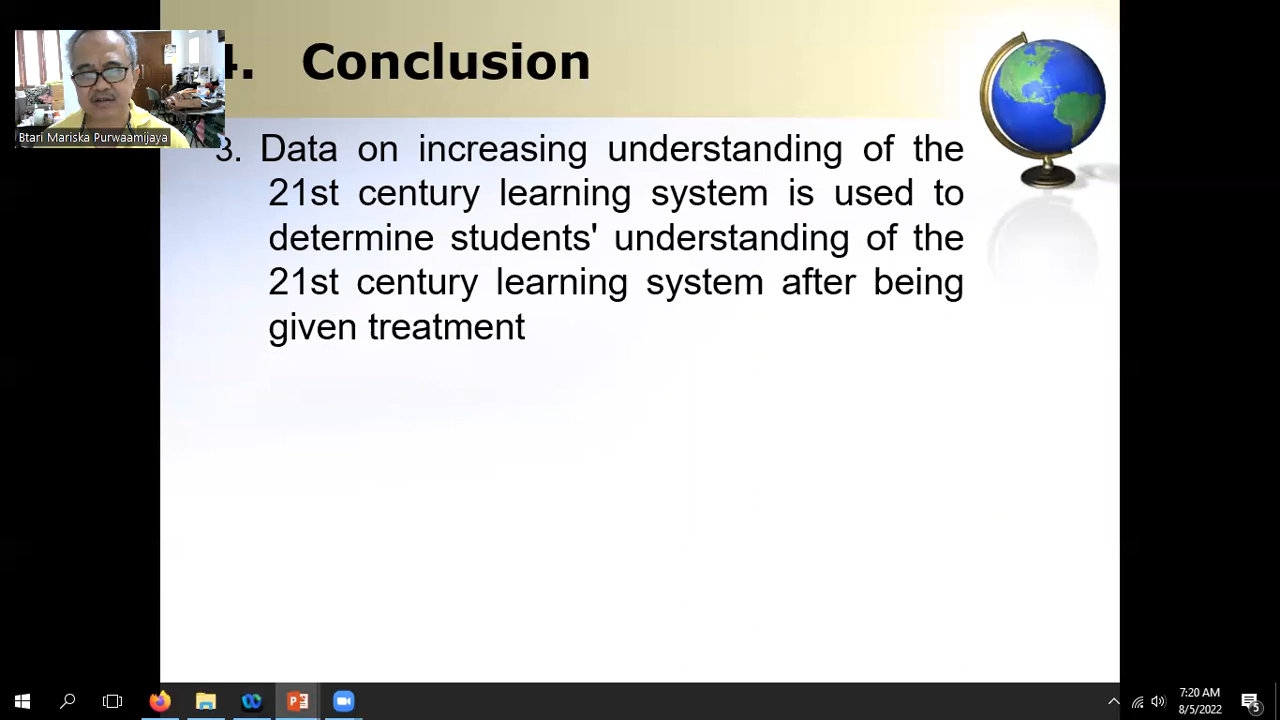 4. Conclusion
Btari Mariska Purwaamijaya
3. Data on increasing understanding of the
21st century learning system is used to
determine students' understanding of the
21st century learning system after being
given treatment
7:20 AM
8/5/2022
5